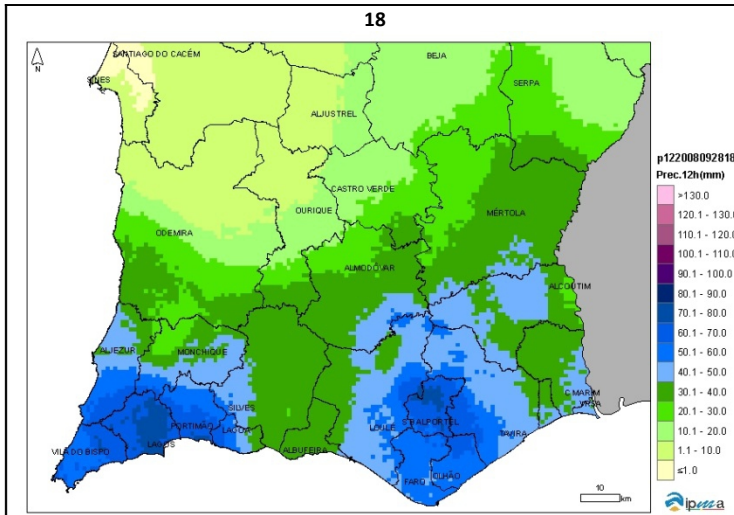 18
N
SANTIAGO DO CACÉM
BEJA
SINES
SERPA
ALJUSTREL
CASTRO VERDE
OURIQUE
MÉRTOLA
ODEMIRA
ALMODÔVAR
ALCOUTIM
ALJEZUR
MONCHIQUE
C.MARIM
VRSA
SILVES
S.B.ALPORTEL
PORTIMÃO
LOULÉ
LAGOA
TAVIRA
LAGOS
VILA DO BISPO
ALBUFEIRA
OLHÃO
FARO
10
km
p122008092818
Prec.12h(mm)
>130.0
120.1 - 130.0
110.1 - 120.0
100.1 - 110.0
90.1 - 100.0
80.1 - 90.0
70.1 - 80.0
60.1 - 70.0
50.1 - 60.0
40.1 - 50.0
30.1 - 40.0
20.1 - 30.0
10.1 - 20.0
1.1 - 10.0
≤1.0
ipma